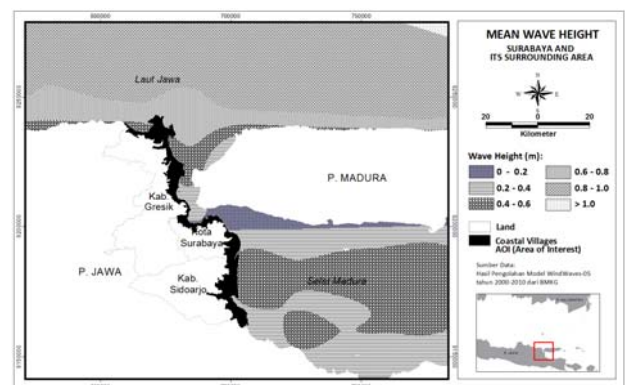 700000
750000
Laut Jawa
P. MADURA
Kab.
Gresik
Kota
Surabaya
P. JAWA
Kab.
Sidoarjo
Selat Madura
MEAN WAVE HEIGHT
SURABAYA AND
ITS SURROUNDING AREA
N
W
E
S
20
0
20
Kilometer
Wave Height (m):
0 - 0.2
0.2 - 0.4
0.4 - 0.6
0.6 - 0.8
0.8 - 1.0
> 1.0
Land
Coastal Villages
AOI (Area of Interest)
Sumber Data:
Hasil Pengolahan Model WindWaves-05
tahun 2000-2010 dari BMKG